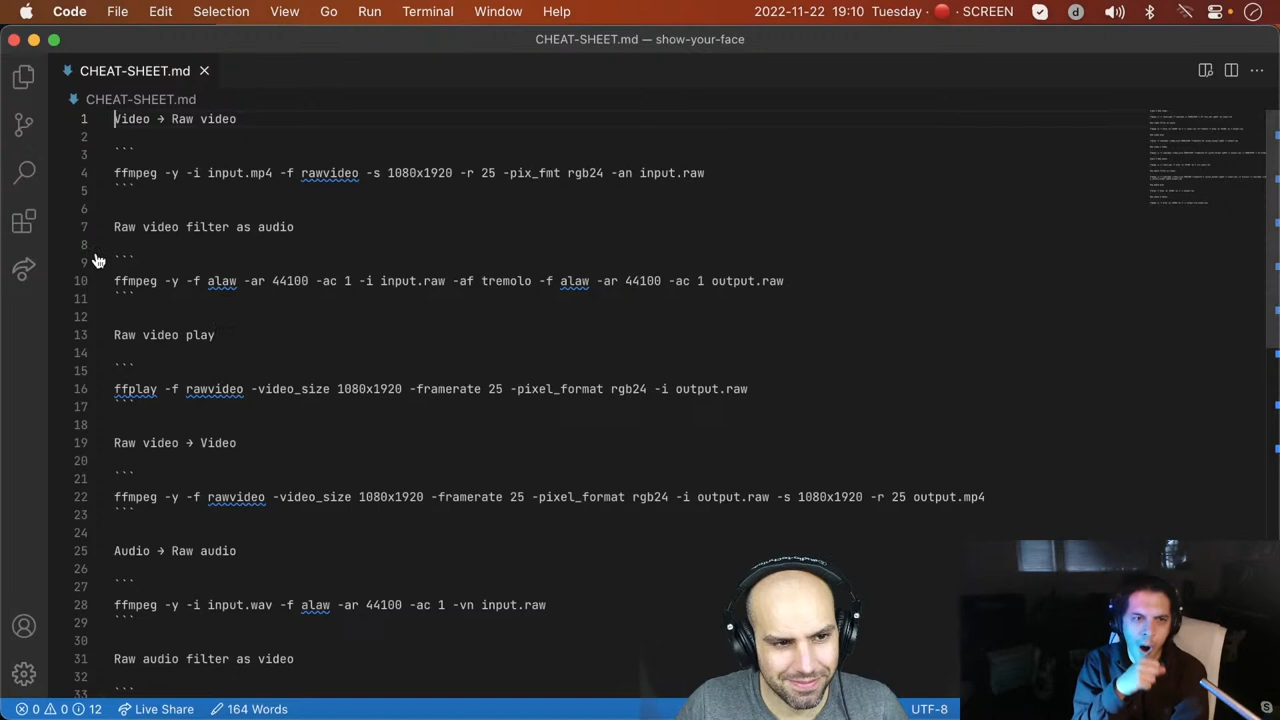 Code File Edit Selection View Go Run Terminal Window Help 2022-11-22 19:10 Tuesday SCREEN d
CHEAT-SHEET.md — show-your-face
CHEAT-SHEET.md
CHEAT-SHEET.md
1 Video → Raw video
2
3 ```
4 ffmpeg -y -i input.mp4 -f rawvideo -s 1080x1920 -r 25 -pix_fmt rgb24 -an input.raw
5 ```
6
7 Raw video filter as audio
8
9 ```
10 ffmpeg -y -f alaw -ar 44100 -ac 1 -i input.raw -af tremolo -f alaw -ar 44100 -ac 1 output.raw
11 ```
12
13 Raw video play
14
15 ```
16 ffplay -f rawvideo -video_size 1080x1920 -framerate 25 -pixel_format rgb24 -i output.raw
17 ```
18
19 Raw video → Video
20
21 ```
22 ffmpeg -y -f rawvideo -video_size 1080x1920 -framerate 25 -pixel_format rgb24 -i output.raw -s 1080x1920 -r 25 output.mp4
23 ```
24
25 Audio → Raw audio
26
27 ```
28 ffmpeg -y -i input.wav -f alaw -ar 44100 -ac 1 -vn input.raw
29 ```
30
31 Raw audio filter as video
32
33 ```
0 0 12 Live Share 164 Words UTF-8